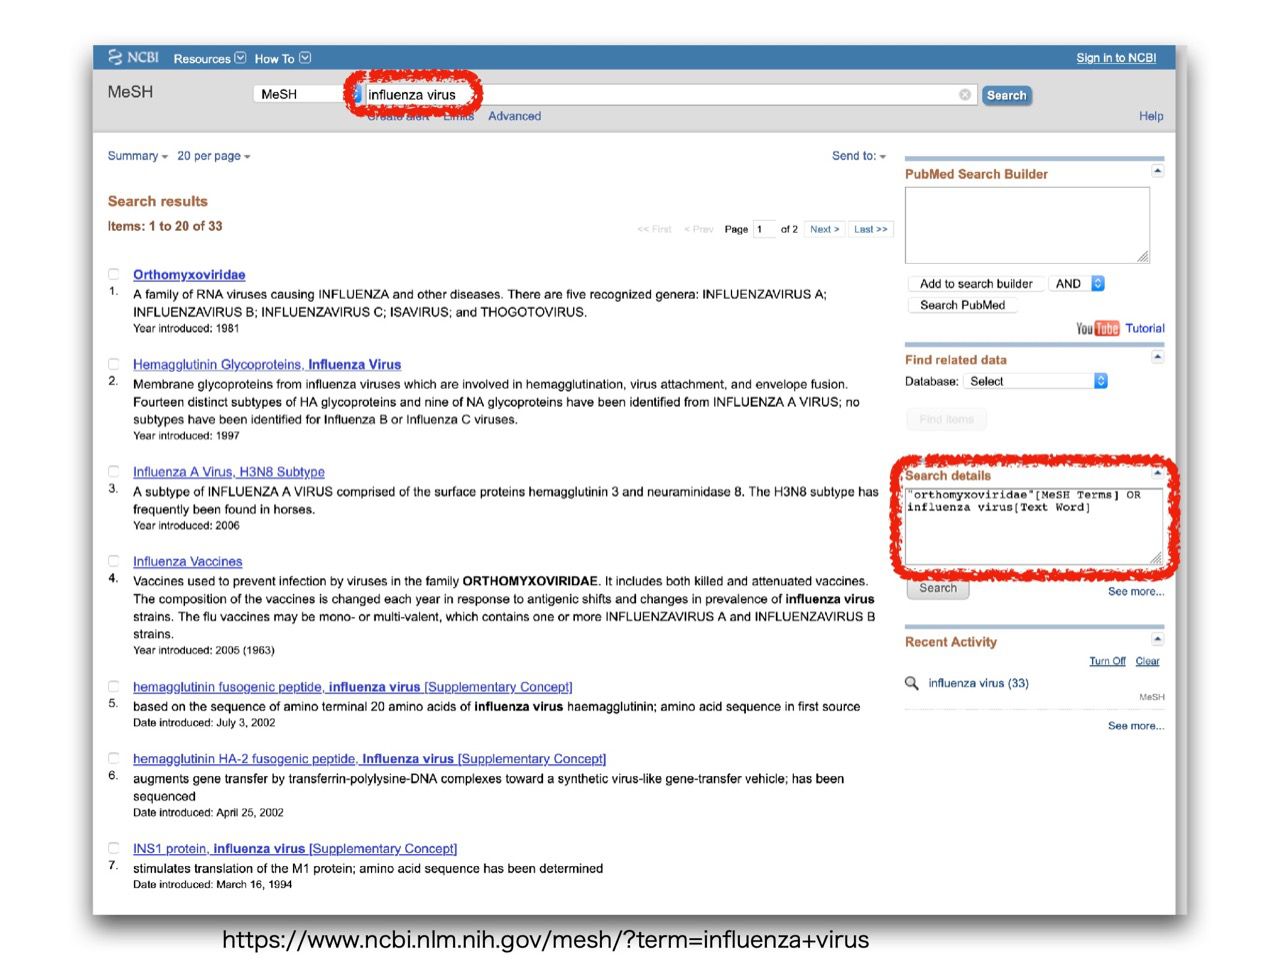 NCBI Resources How To Sign in to NCBI
MeSH MeSH influenza virus Search
Create alert Limits Advanced Help
Summary 20 per page Send to:
Search results
Items: 1 to 20 of 33
<< First < Prev Page 1 of 2 Next > Last >>
Orthomyxoviridae
1. A family of RNA viruses causing INFLUENZA and other diseases. There are five recognized genera: INFLUENZAVIRUS A;
INFLUENZAVIRUS B; INFLUENZAVIRUS C; ISAVIRUS; and THOGOTOVIRUS.
Year introduced: 1981
Hemagglutinin Glycoproteins, Influenza Virus
2. Membrane glycoproteins from influenza viruses which are involved in hemagglutination, virus attachment, and envelope fusion.
Fourteen distinct subtypes of HA glycoproteins and nine of NA glycoproteins have been identified from INFLUENZA A VIRUS; no
subtypes have been identified for Influenza B or Influenza C viruses.
Year introduced: 1997
Influenza A Virus, H3N8 Subtype
3. A subtype of INFLUENZA A VIRUS comprised of the surface proteins hemagglutinin 3 and neuraminidase 8. The H3N8 subtype has
frequently been found in horses.
Year introduced: 2006
Influenza Vaccines
4. Vaccines used to prevent infection by viruses in the family ORTHOMYXOVIRIDAE. It includes both killed and attenuated vaccines.
The composition of the vaccines is changed each year in response to antigenic shifts and changes in prevalence of influenza virus
strains. The flu vaccines may be mono- or multi-valent, which contains one or more INFLUENZAVIRUS A and INFLUENZAVIRUS B
strains.
Year introduced: 2005 (1963)
hemagglutinin fusogenic peptide, influenza virus [Supplementary Concept]
5. based on the sequence of amino terminal 20 amino acids of influenza virus haemagglutinin; amino acid sequence in first source
Date introduced: July 3, 2002
hemagglutinin HA-2 fusogenic peptide, Influenza virus [Supplementary Concept]
6. augments gene transfer by transferrin-polylysine-DNA complexes toward a synthetic virus-like gene-transfer vehicle; has been
sequenced
Date introduced: April 25, 2002
INS1 protein, influenza virus [Supplementary Concept]
7. stimulates translation of the M1 protein; amino acid sequence has been determined
Date introduced: March 16, 1994
PubMed Search Builder
Add to search builder AND
Search PubMed
YouTube Tutorial
Find related data
Database: Select
Find items
Search details
"orthomyxoviridae"[MeSH Terms] OR
influenza virus[Text Word]
Search See more...
Recent Activity
Turn Off Clear
influenza virus (33)
MeSH
See more...
https://www.ncbi.nlm.nih.gov/mesh/?term=influenza+virus